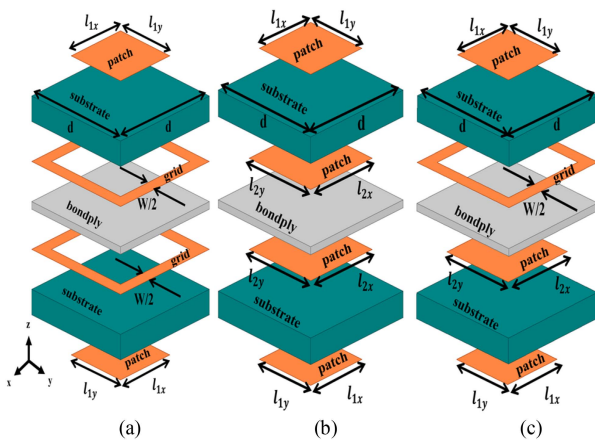 l1x l1y
patch
substrate
d d
grid
W/2
bondply
grid
W/2
substrate
patch
l1y l1x
z
x y
(a)
l1x l1y
patch
substrate
d d
patch
l2y l2x
bondply
patch
l2y l2x
substrate
patch
l1y l1x
(b)
l1x l1y
patch
substrate
d d
grid
W/2
bondply
patch
l2y l2x
substrate
patch
l1y l1x
(c)